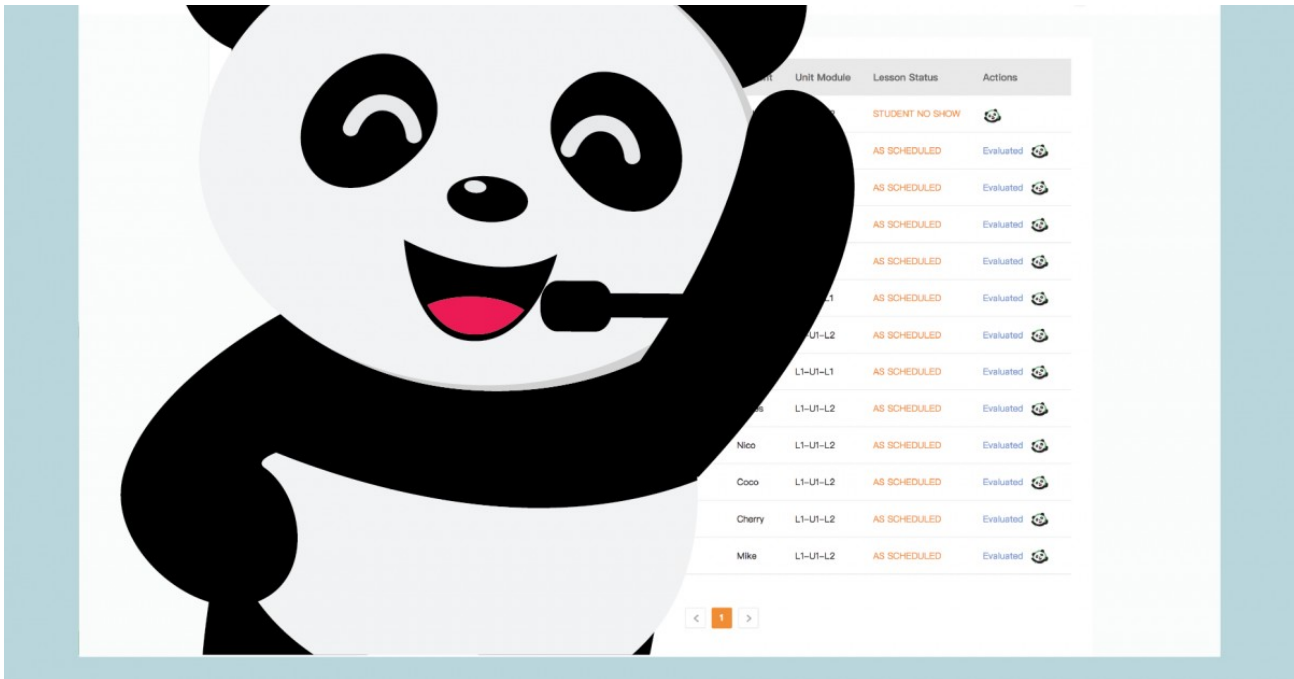 Unit Module Lesson Status Actions
STUDENT NO SHOW
AS SCHEDULED Evaluated
AS SCHEDULED Evaluated
AS SCHEDULED Evaluated
AS SCHEDULED Evaluated
AS SCHEDULED Evaluated
U1-L2 AS SCHEDULED Evaluated
L1-U1-L1 AS SCHEDULED Evaluated
L1-U1-L2 AS SCHEDULED Evaluated
Nico L1-U1-L2 AS SCHEDULED Evaluated
Coco L1-U1-L2 AS SCHEDULED Evaluated
Cherry L1-U1-L2 AS SCHEDULED Evaluated
Mike L1-U1-L2 AS SCHEDULED Evaluated
< 1 >